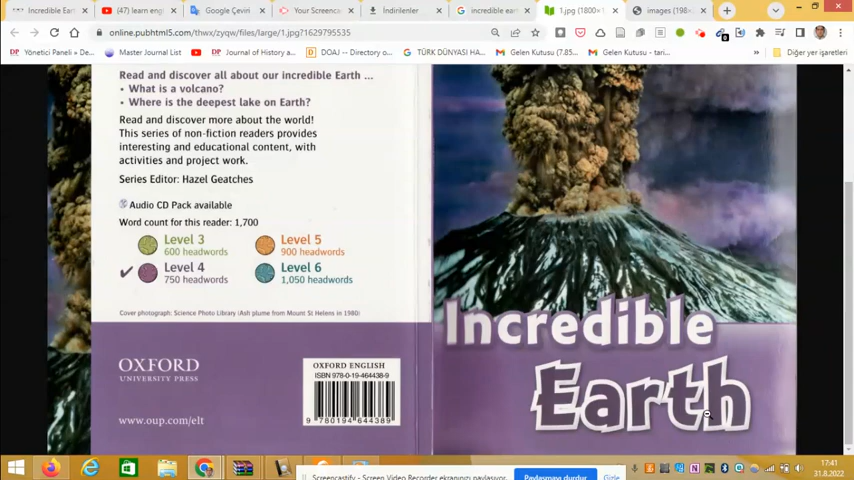 Incredible Ear
(47) learn eng
Google Çeviri
Your Screenca
İndirilenler
incredible ear
1.jpg (1800×1
images (198×
online.pubhtml5.com/thwx/zyqw/files/large/1.jpg?1629795535
Yönetici Paneli « De...
Master Journal List
(7) Whatsapp
DOAJ -- Directory o...
TÜRK DÜNYASI HA...
Gelen Kutusu (7.85...
Gelen Kutusu - tari...
Diğer yer işaretleri
Read and discover all about our incredible Earth ...
• What is a volcano?
• Where is the deepest lake on Earth?
Read and discover more about the world!
This series of non-fiction readers provides
interesting and educational content, with
activities and project work.
Series Editor: Hazel Geatches
Audio CD Pack available
Word count for this reader: 1,700
Level 3
600 headwords
Level 5
900 headwords
✓ Level 4
750 headwords
Level 6
1,050 headwords
Cover photograph: Science Photo Library (Ash plume from Mount St Helens in 1980)
OXFORD
UNIVERSITY PRESS
www.oup.com/elt
OXFORD ENGLISH
ISBN 978-0-19-464438-9
9 780194 644389
Incredible
Earth
17:41
31.8.2022
Screencastify - Screen Video Recorder ekranınızı paylaşıyor.
Paylaşmayı durdur
Gizle